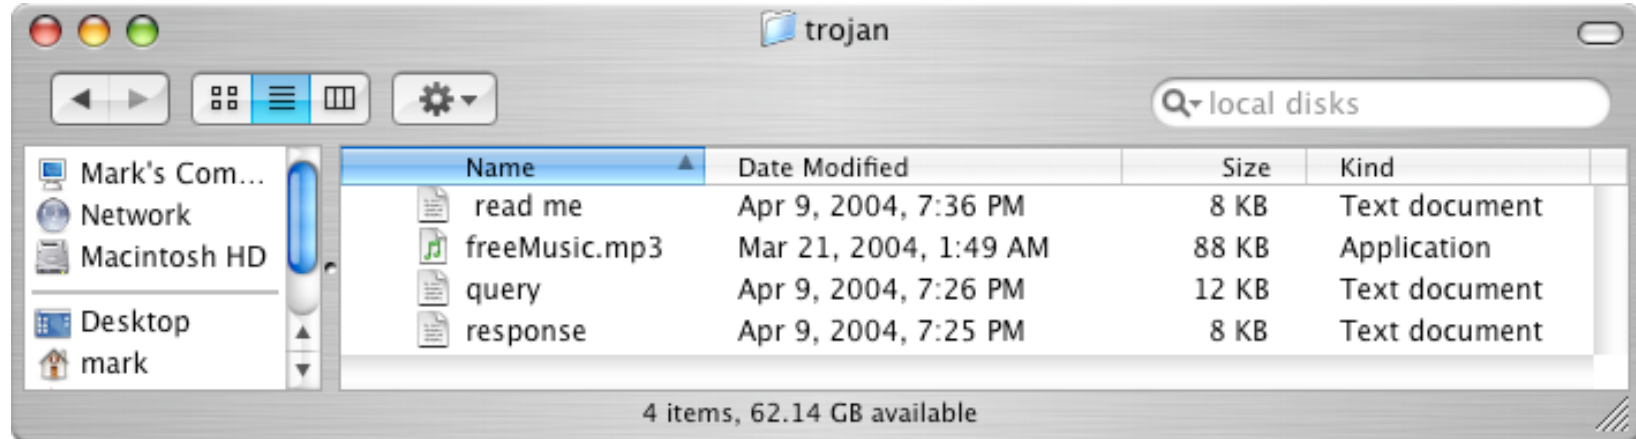 trojan
local disks
Mark's Com...
Network
Macintosh HD
Desktop
mark
Name Date Modified Size Kind
read me Apr 9, 2004, 7:36 PM 8 KB Text document
freeMusic.mp3 Mar 21, 2004, 1:49 AM 88 KB Application
query Apr 9, 2004, 7:26 PM 12 KB Text document
response Apr 9, 2004, 7:25 PM 8 KB Text document
4 items, 62.14 GB available